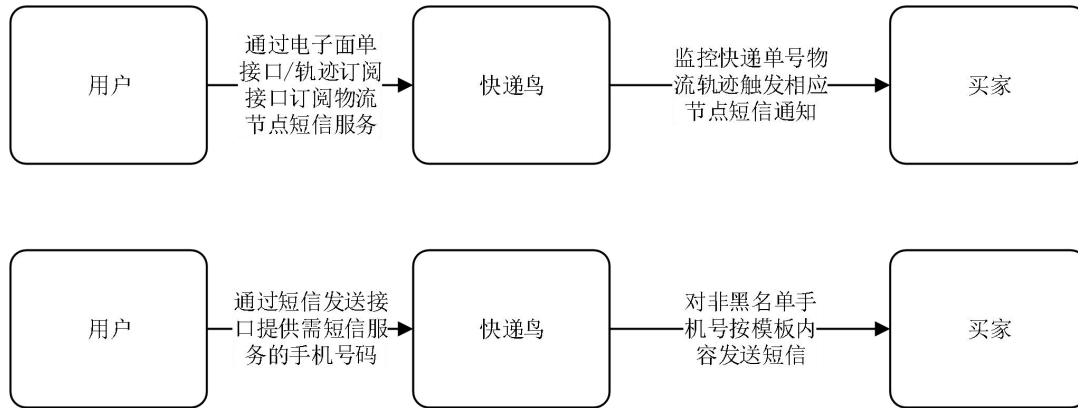 用户
通过电子面单
接口/轨迹订阅
接口订阅物流
节点短信服务
快递鸟
监控快递单号物
流轨迹触发相应
节点短信通知
买家
用户
通过短信发送接
口提供需短信服
务的手机号码
快递鸟
对非黑名单手
机号按模板内
容发送短信
买家